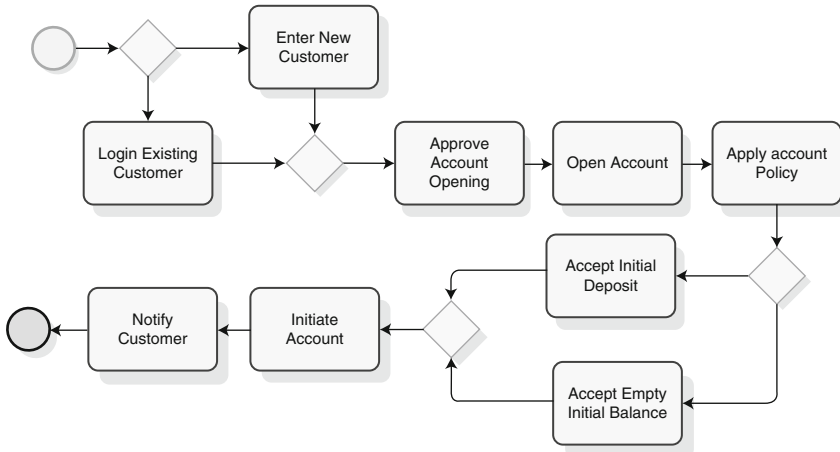 Enter New
Customer
Login Existing
Customer
Approve
Account
Opening
Open Account
Apply account
Policy
Accept Initial
Deposit
Notify
Customer
Initiate
Account
Accept Empty
Initial Balance